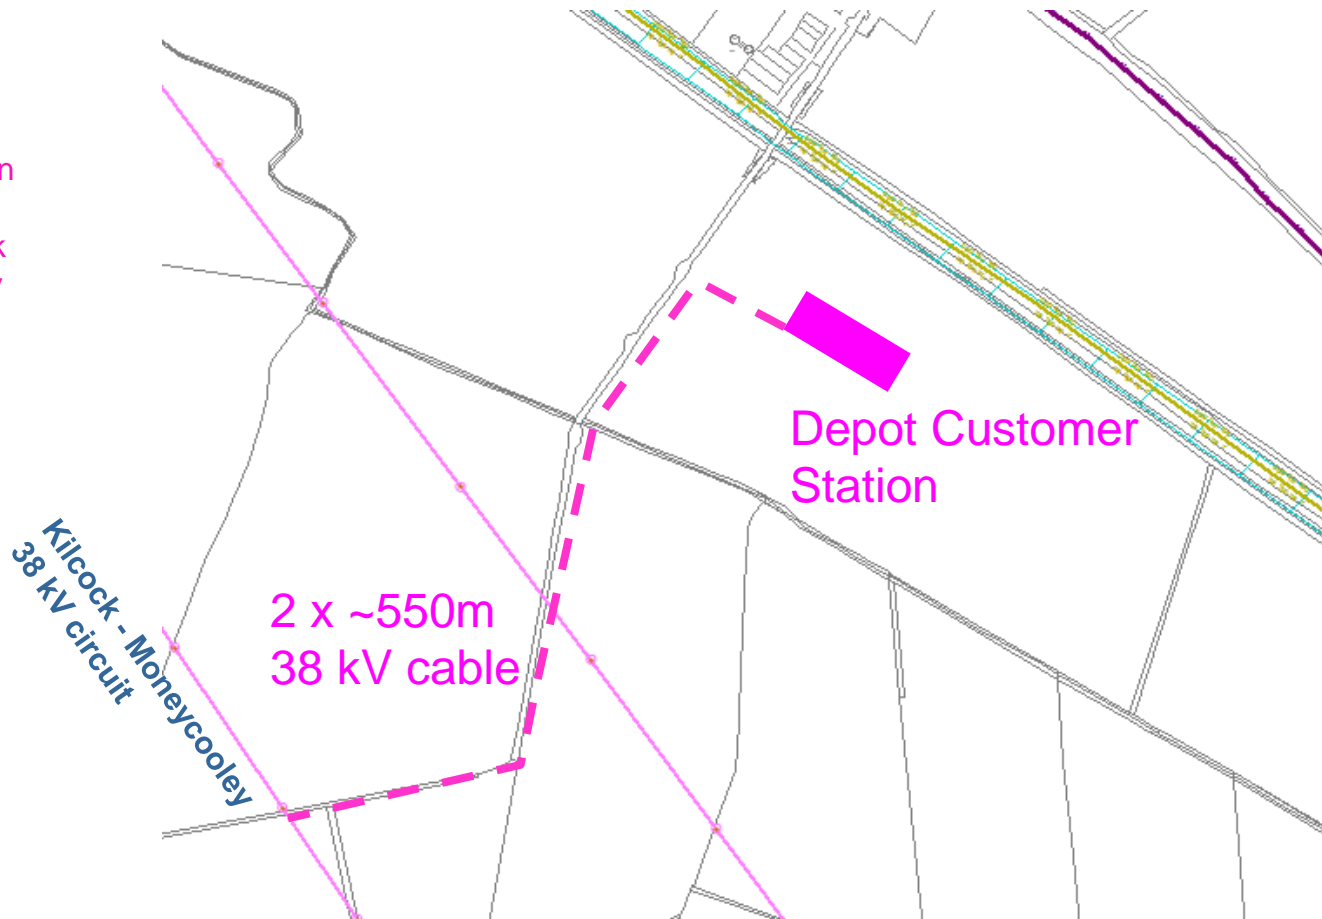 n
k
Depot Customer
Station
Kilcock - Moneycooley
38 kV circuit
2 x ~550m
38 kV cable